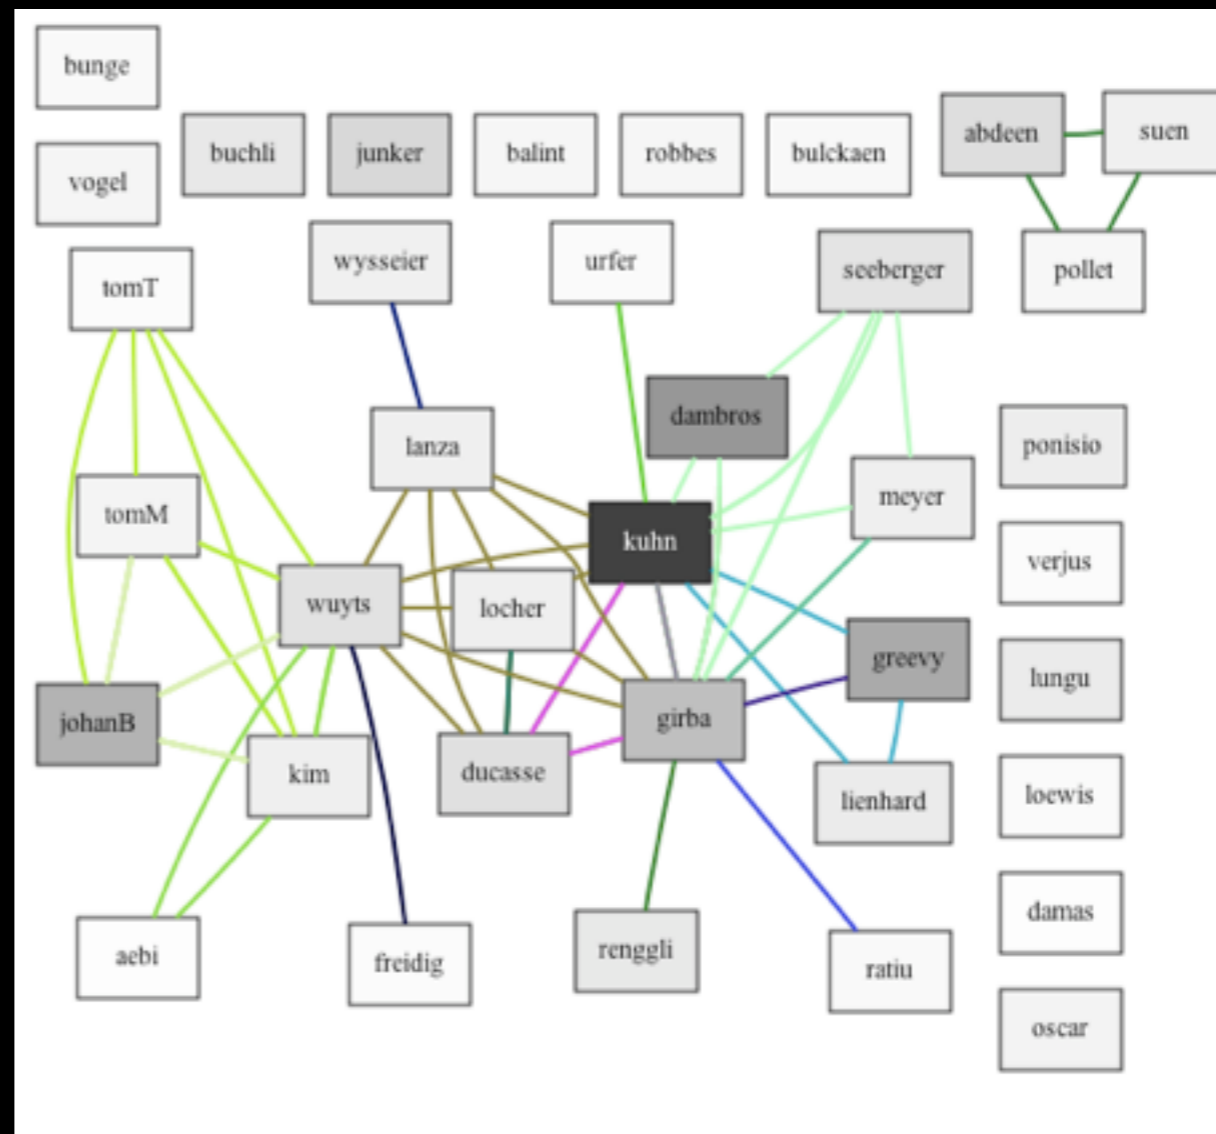 bunge
buchli
junker
balint
robbes
bulckaen
abdeen
suen
vogel
tomT
wysseier
urfer
seeberger
pollet
lanza
dambros
ponisio
tomM
kuhn
meyer
verjus
wuyts
locher
greevy
lungu
johanB
kim
ducasse
girba
lienhard
loewis
aebi
freidig
renggli
ratiu
damas
oscar